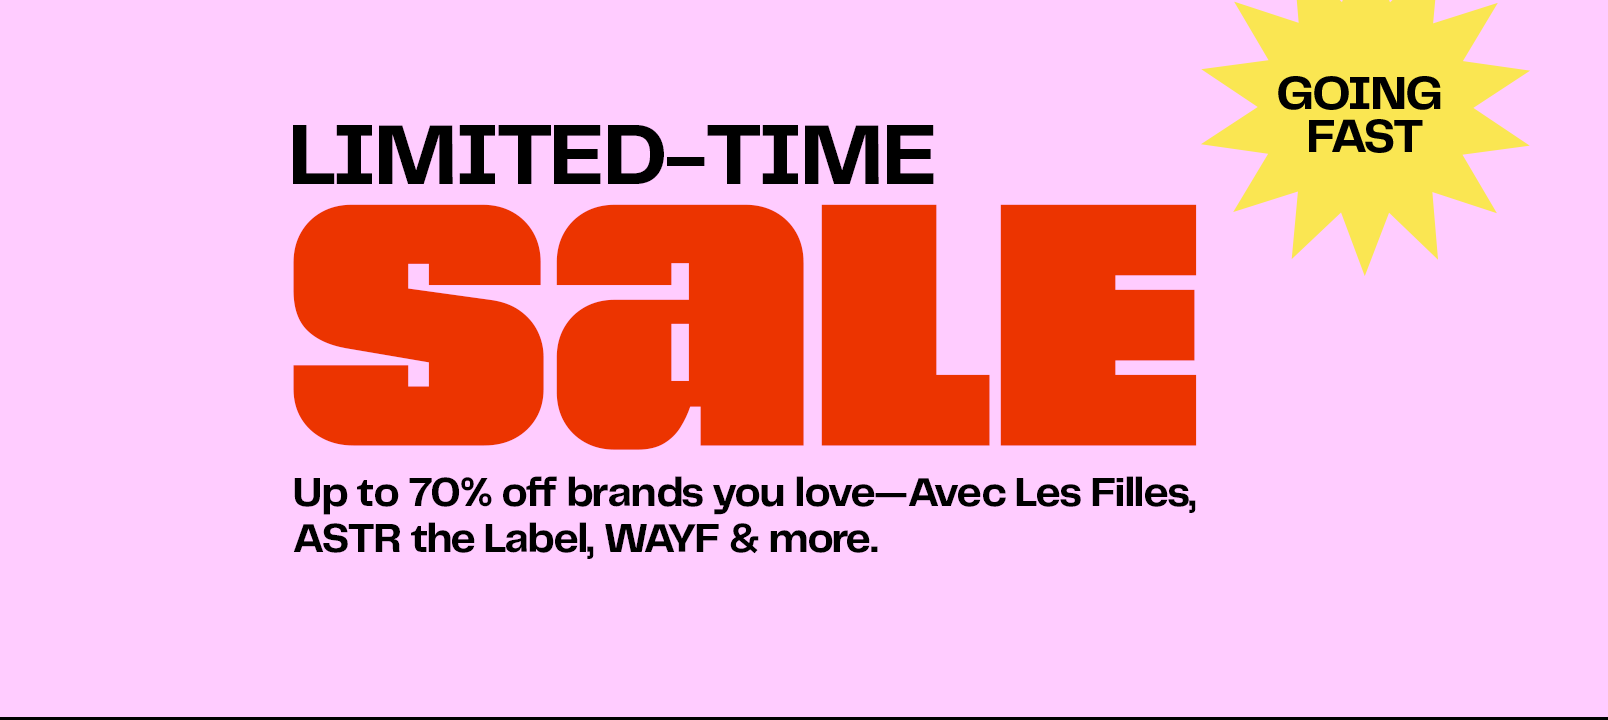 GOING
FAST
LIMITED-TIME
SaLE
Up to 70% off brands you love—Avec Les Filles,
ASTR the Label, WAYF & more.